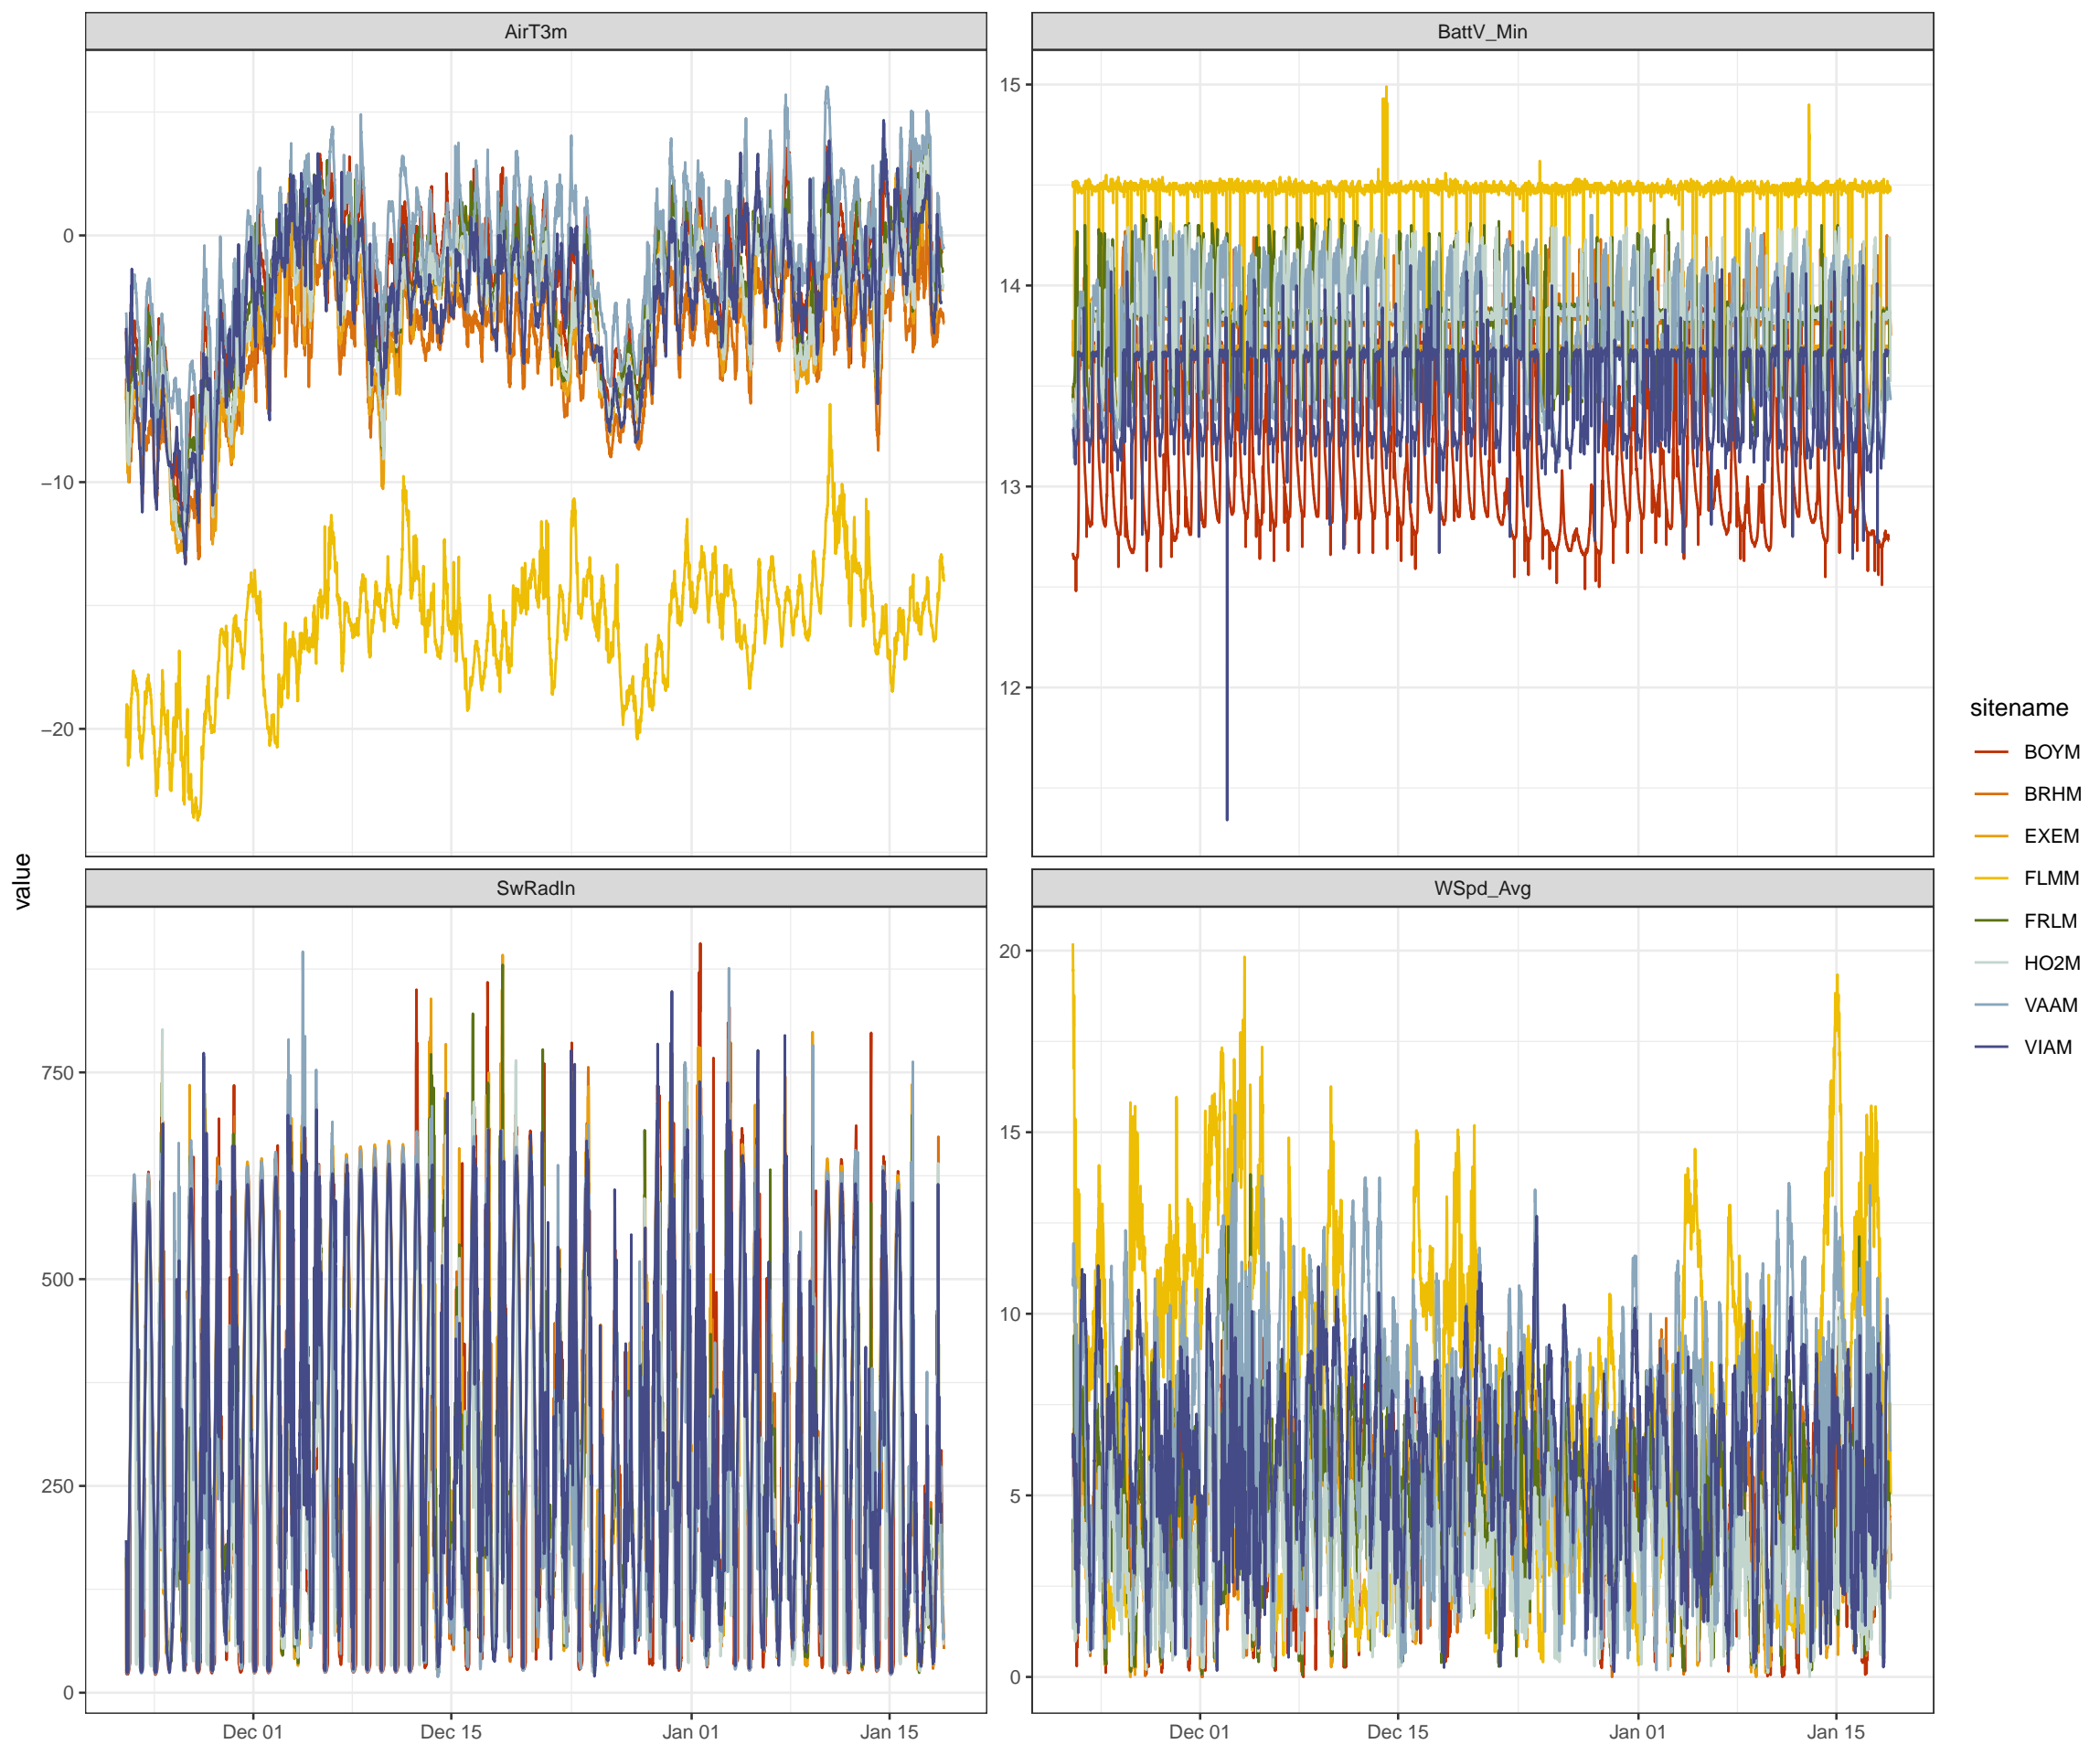 AirT3m
BattV_Min
0
−10
−20
15
14
13
12
value
SwRadIn
WSpd_Avg
750
500
250
0
20
15
10
5
0
Dec 01
Dec 15
Jan 01
Jan 15
Dec 01
Dec 15
Jan 01
Jan 15
sitename
BOYM
BRHM
EXEM
FLMM
FRLM
HO2M
VAAM
VIAM